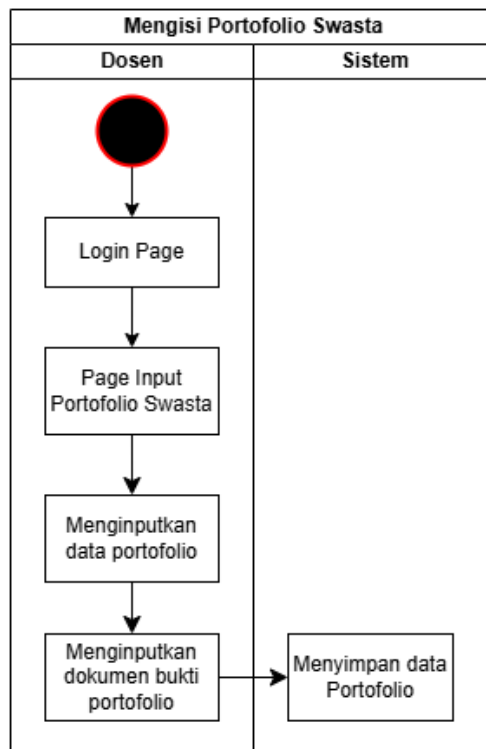 Mengisi Portofolio Swasta
Dosen
Sistem
Login Page
Page Input
Portofolio Swasta
Menginputkan
data portofolio
Menginputkan
dokumen bukti
portofolio
Menyimpan data
Portofolio